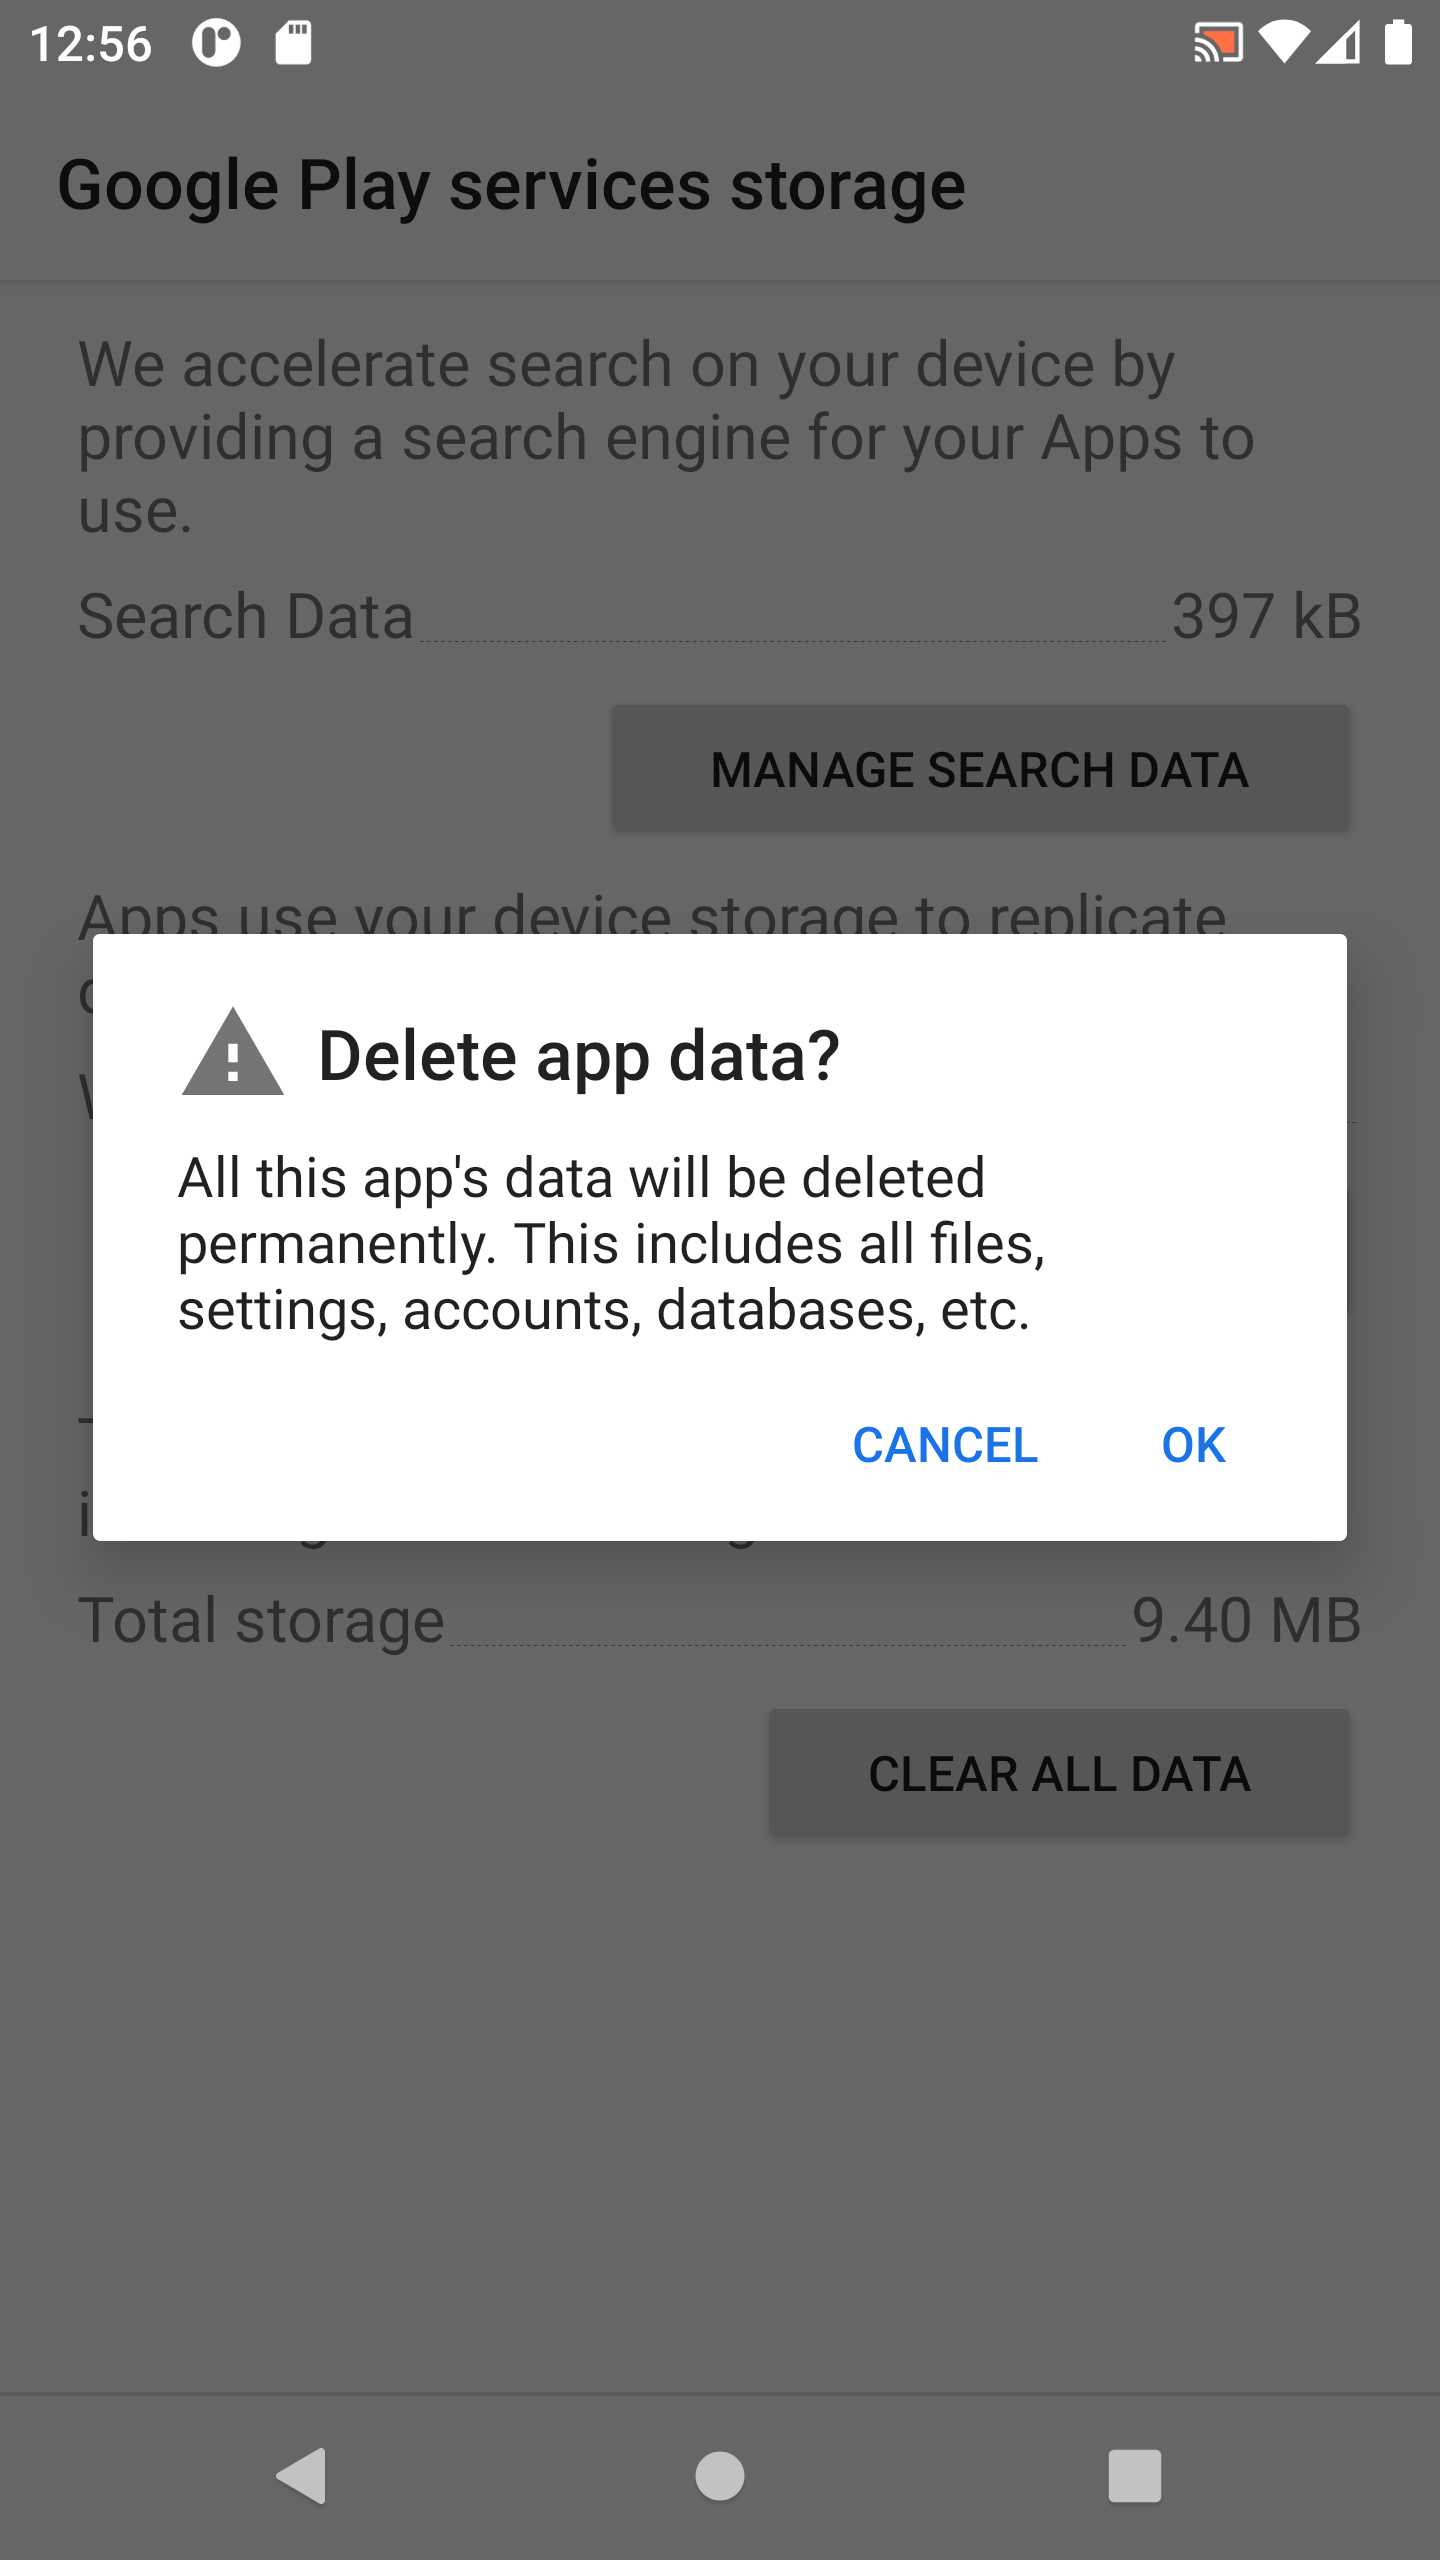 12:56
Google Play services storage
We accelerate search on your device by
providing a search engine for your Apps to
use.
Search Data 397 kB
MANAGE SEARCH DATA
Apps use your device storage to replicate
Delete app data?
All this app's data will be deleted
permanently. This includes all files,
settings, accounts, databases, etc.
CANCEL OK
Total storage 9.40 MB
CLEAR ALL DATA